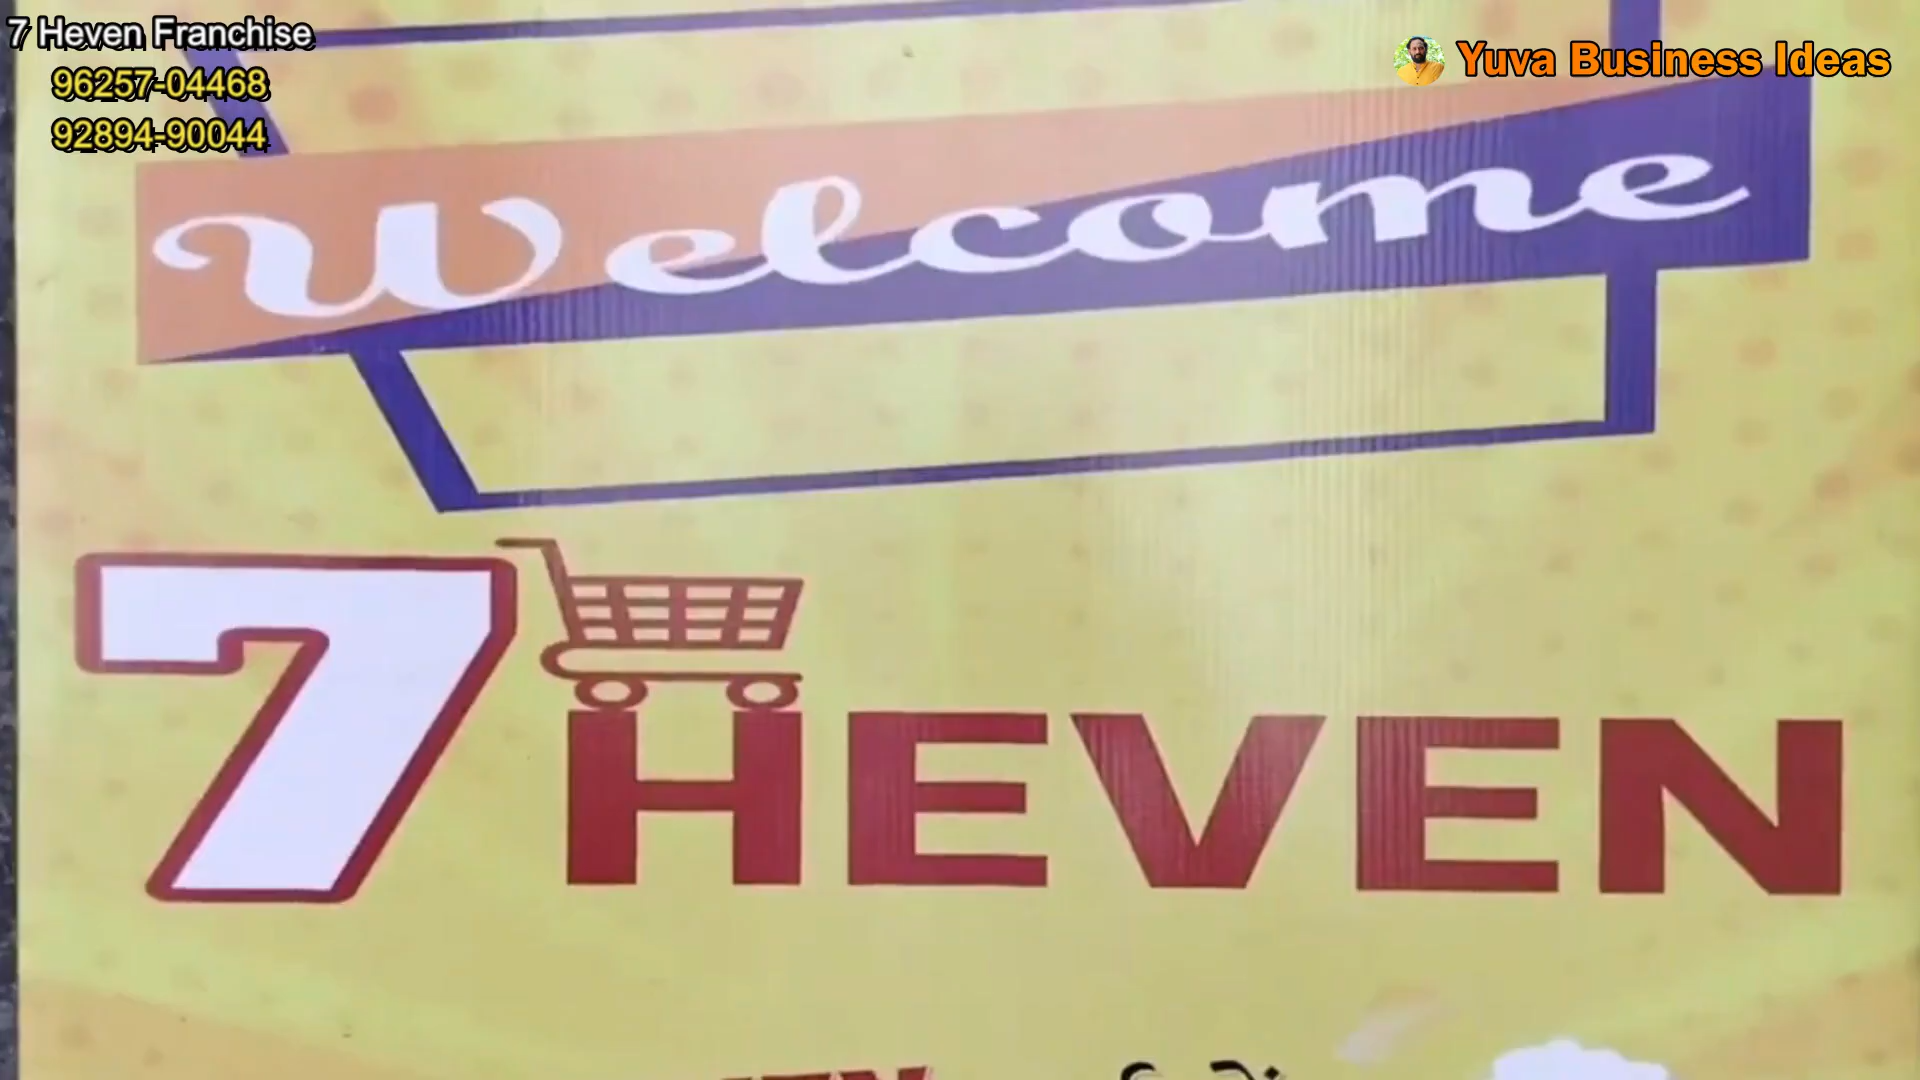 7 Heven Franchise
96257-04468
92894-90044
Yuva Business Ideas
Welcome
7 HEVEN